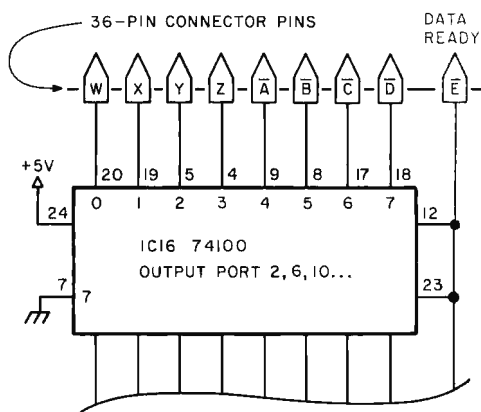 36-PIN CONNECTOR PINS
DATA
READY
W X Y Z A̅ B̅ C̅ D̅ E̅
+5V
20 19 5 4 9 8 17 18
0 1 2 3 4 5 6 7
24 12
IC16 74100
OUTPUT PORT 2,6,10...
7 7 23